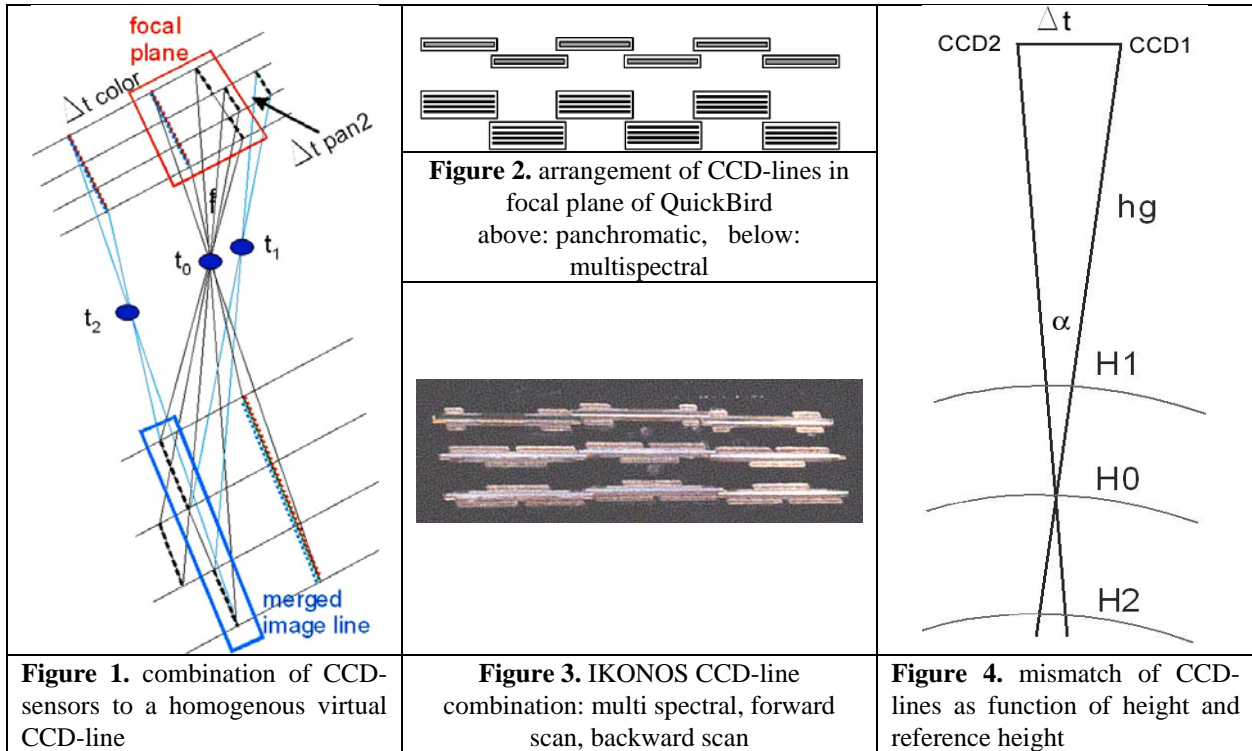 focal
plane
Δt color
Δt pan2
f
t₀
t₁
t₂
merged
image line
Figure 1. combination of CCD-
sensors to a homogenous virtual
CCD-line
Figure 2. arrangement of CCD-lines in
focal plane of QuickBird
above: panchromatic, below:
multispectral
Figure 3. IKONOS CCD-line
combination: multi spectral, forward
scan, backward scan
Δt
CCD2 CCD1
hg
α
H1
H0
H2
Figure 4. mismatch of CCD-
lines as function of height and
reference height